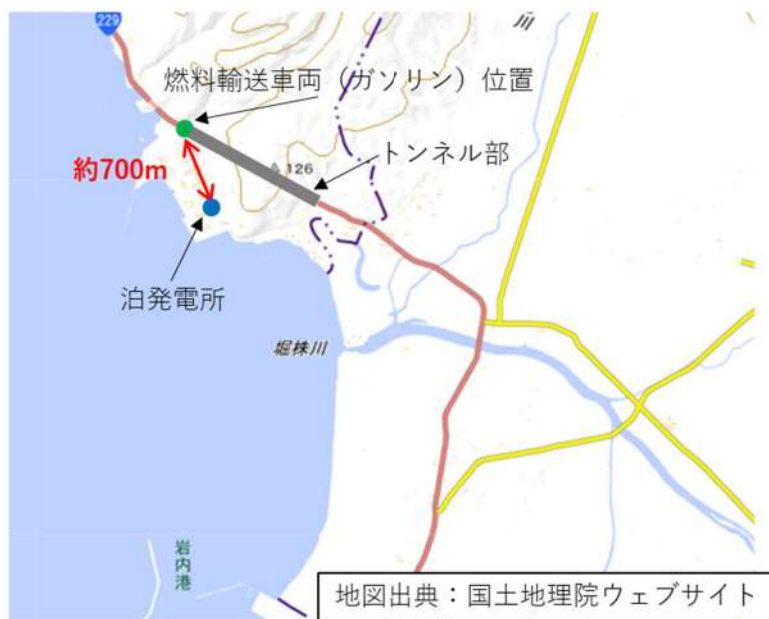 229
川
燃料輸送車両（ガソリン）位置
トンネル部
126
約700m
泊発電所
堀株川
岩内港
地図出典：国土地理院ウェブサイト